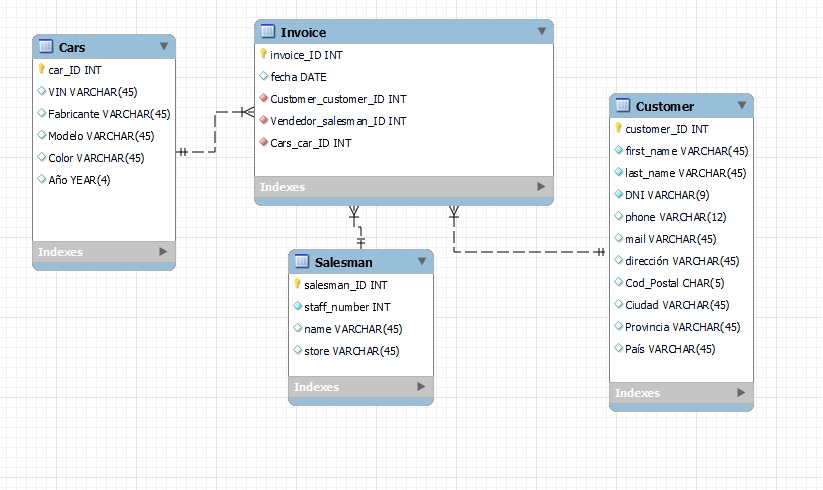 Cars
car_ID INT
VIN VARCHAR(45)
Fabricante VARCHAR(45)
Modelo VARCHAR(45)
Color VARCHAR(45)
Año YEAR(4)
Indexes
Invoice
invoice_ID INT
fecha DATE
Customer_customer_ID INT
Vendedor_salesman_ID INT
Cars_car_ID INT
Indexes
Salesman
salesman_ID INT
staff_number INT
name VARCHAR(45)
store VARCHAR(45)
Indexes
Customer
customer_ID INT
first_name VARCHAR(45)
last_name VARCHAR(45)
DNI VARCHAR(9)
phone VARCHAR(12)
mail VARCHAR(45)
dirección VARCHAR(45)
Cod_Postal CHAR(5)
Ciudad VARCHAR(45)
Provincia VARCHAR(45)
País VARCHAR(45)
Indexes